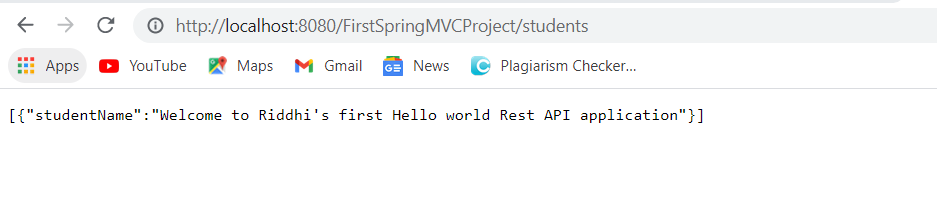 http://localhost:8080/FirstSpringMVCProject/students
Apps YouTube Maps Gmail News Plagiarism Checker...
[{"studentName":"Welcome to Riddhi's first Hello world Rest API application"}]